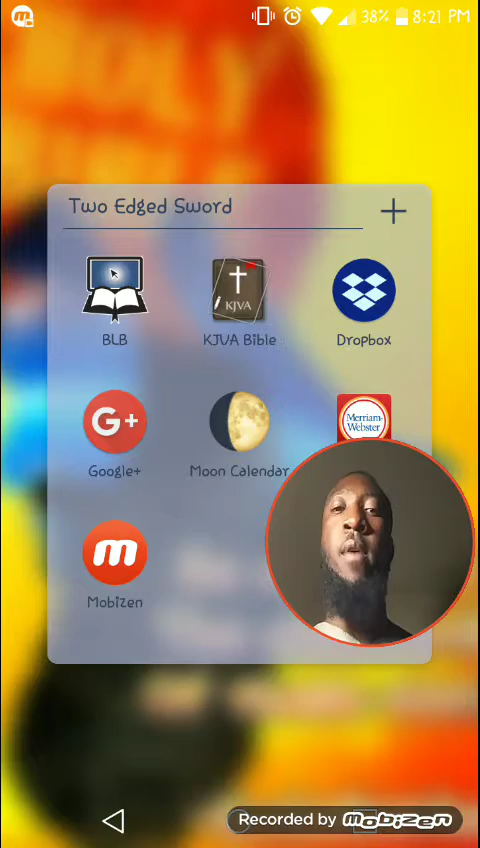 38% 8:21 PM
Two Edged Sword
KJVA
BLB
KJVA Bible
Dropbox
G+
Merriam-
Webster
Google+
Moon Calendar
m
Mobizen
Recorded by Mobizen